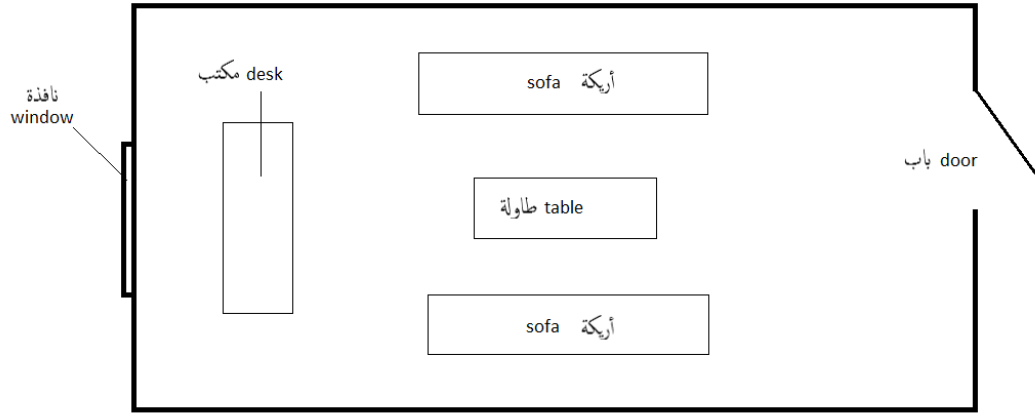 أريكة sofa
مكتب desk
نافذة
window
باب door
طاولة table
أريكة sofa